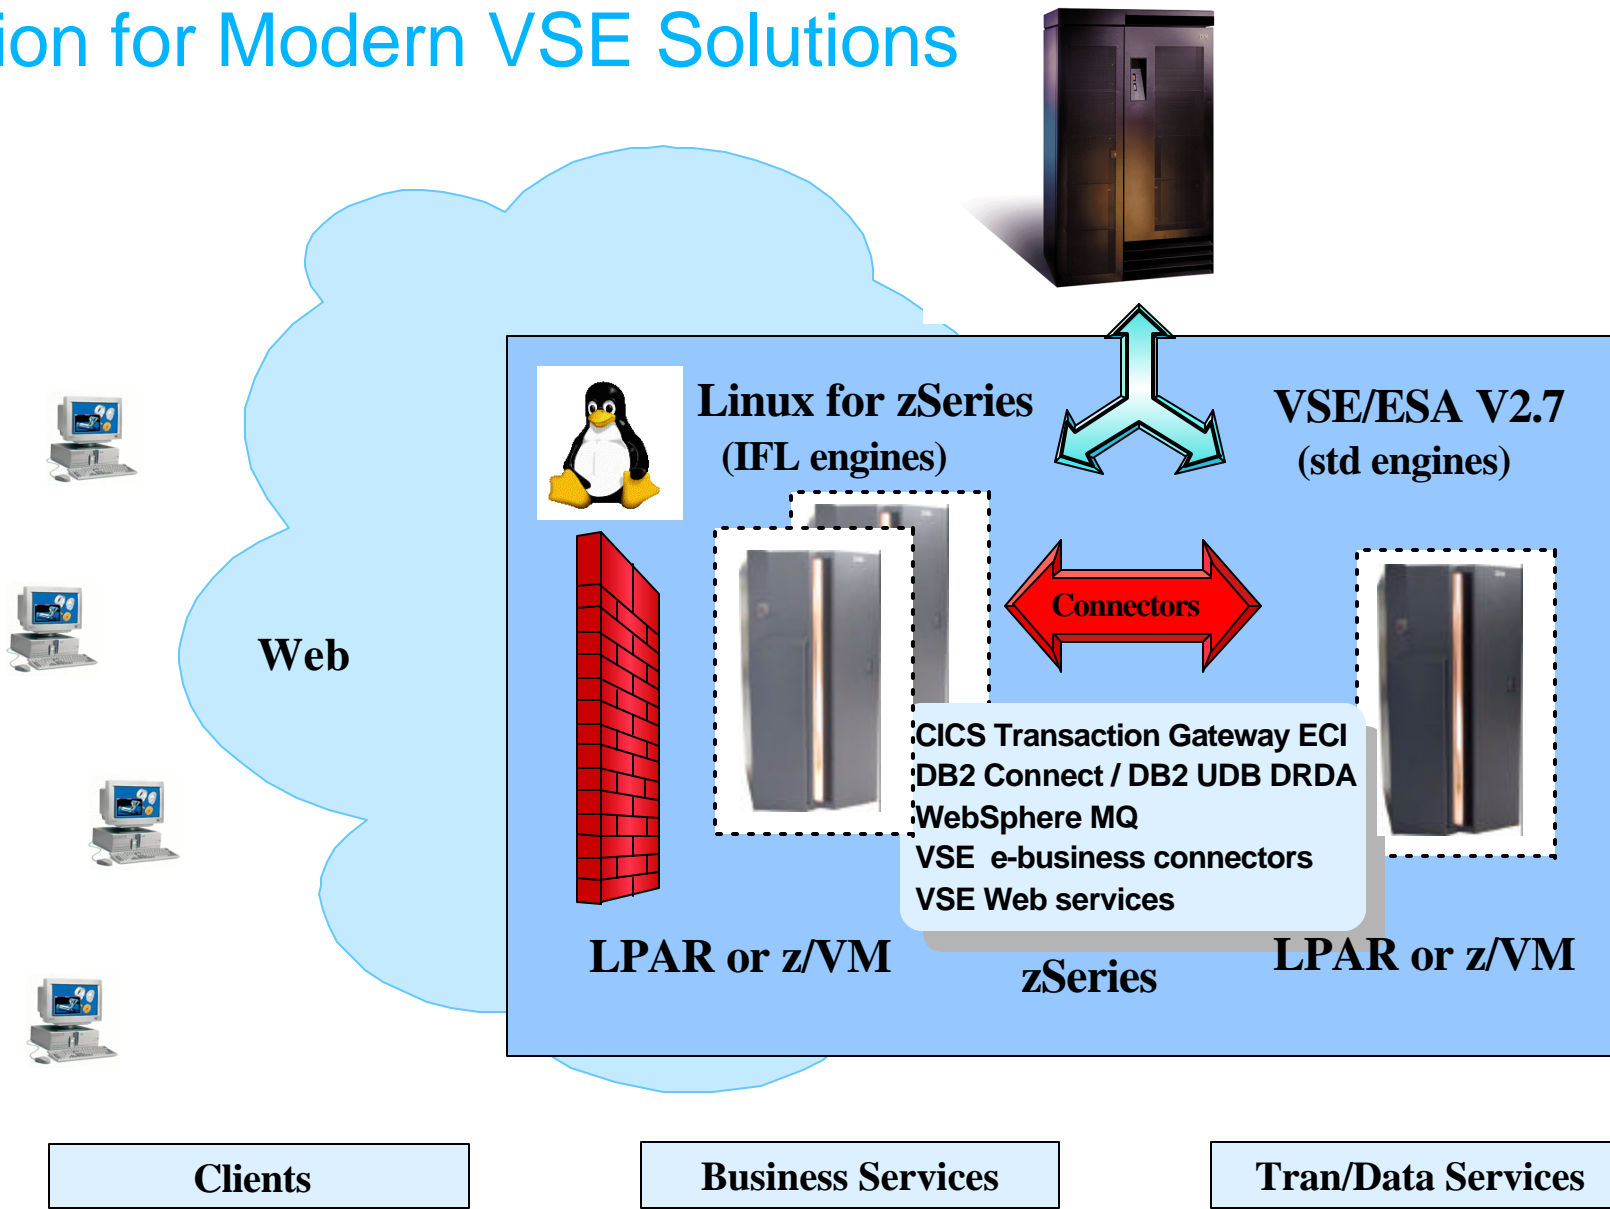 ion for Modern VSE Solutions
Linux for zSeries
(IFL engines)
VSE/ESA V2.7
(std engines)
Connectors
Web
CICS Transaction Gateway ECI
DB2 Connect / DB2 UDB DRDA
WebSphere MQ
VSE e-business connectors
VSE Web services
LPAR or z/VM
zSeries
LPAR or z/VM
Clients
Business Services
Tran/Data Services